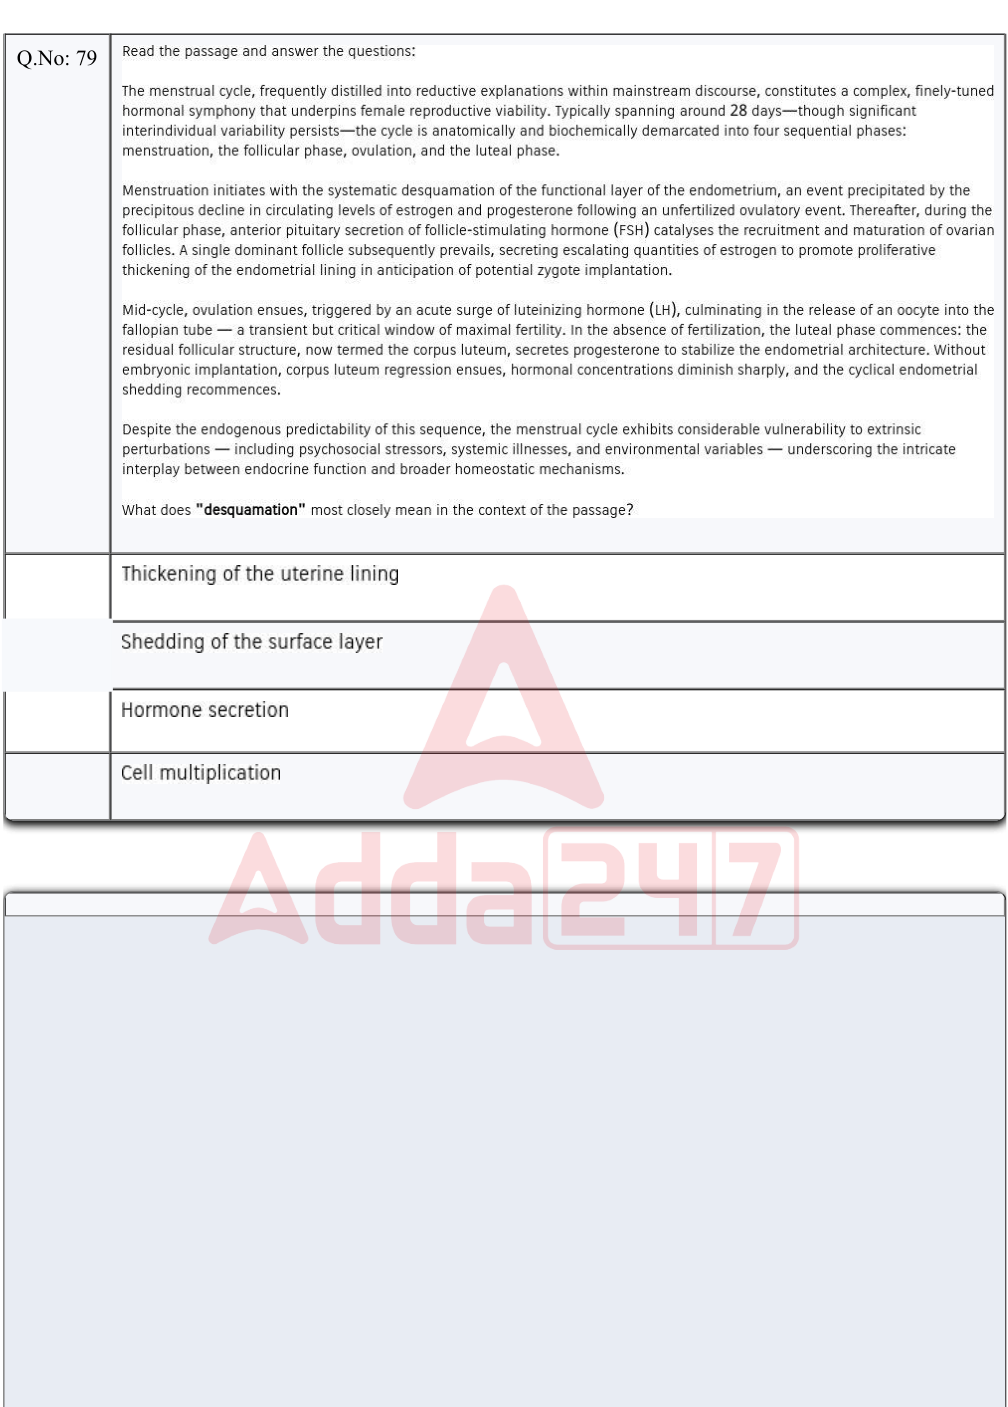 Q.No: 79
Read the passage and answer the questions:
The menstrual cycle, frequently distilled into reductive explanations within mainstream discourse, constitutes a complex, finely-tuned
hormonal symphony that underpins female reproductive viability. Typically spanning around 28 days—though significant
interindividual variability persists—the cycle is anatomically and biochemically demarcated into four sequential phases:
menstruation, the follicular phase, ovulation, and the luteal phase.
Menstruation initiates with the systematic desquamation of the functional layer of the endometrium, an event precipitated by the
precipitous decline in circulating levels of estrogen and progesterone following an unfertilized ovulatory event. Thereafter, during the
follicular phase, anterior pituitary secretion of follicle-stimulating hormone (FSH) catalyses the recruitment and maturation of ovarian
follicles. A single dominant follicle subsequently prevails, secreting escalating quantities of estrogen to promote proliferative
thickening of the endometrial lining in anticipation of potential zygote implantation.
Mid-cycle, ovulation ensues, triggered by an acute surge of luteinizing hormone (LH), culminating in the release of an oocyte into the
fallopian tube — a transient but critical window of maximal fertility. In the absence of fertilization, the luteal phase commences: the
residual follicular structure, now termed the corpus luteum, secretes progesterone to stabilize the endometrial architecture. Without
embryonic implantation, corpus luteum regression ensues, hormonal concentrations diminish sharply, and the cyclical endometrial
shedding recommences.
Despite the endogenous predictability of this sequence, the menstrual cycle exhibits considerable vulnerability to extrinsic
perturbations — including psychosocial stressors, systemic illnesses, and environmental variables — underscoring the intricate
interplay between endocrine function and broader homeostatic mechanisms.
What does "desquamation" most closely mean in the context of the passage?
Thickening of the uterine lining
Shedding of the surface layer
Hormone secretion
Cell multiplication
Adda247